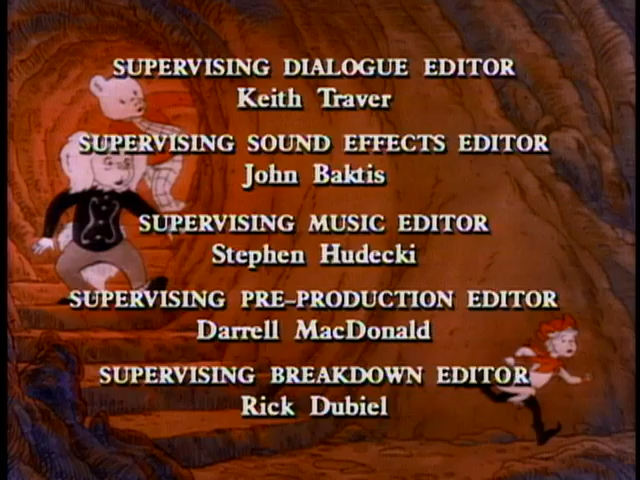 SUPERVISING DIALOGUE EDITOR
Keith Traver
SUPERVISING SOUND EFFECTS EDITOR
John Baktis
SUPERVISING MUSIC EDITOR
Stephen Hudecki
SUPERVISING PRE-PRODUCTION EDITOR
Darrell MacDonald
SUPERVISING BREAKDOWN EDITOR
Rick Dubiel